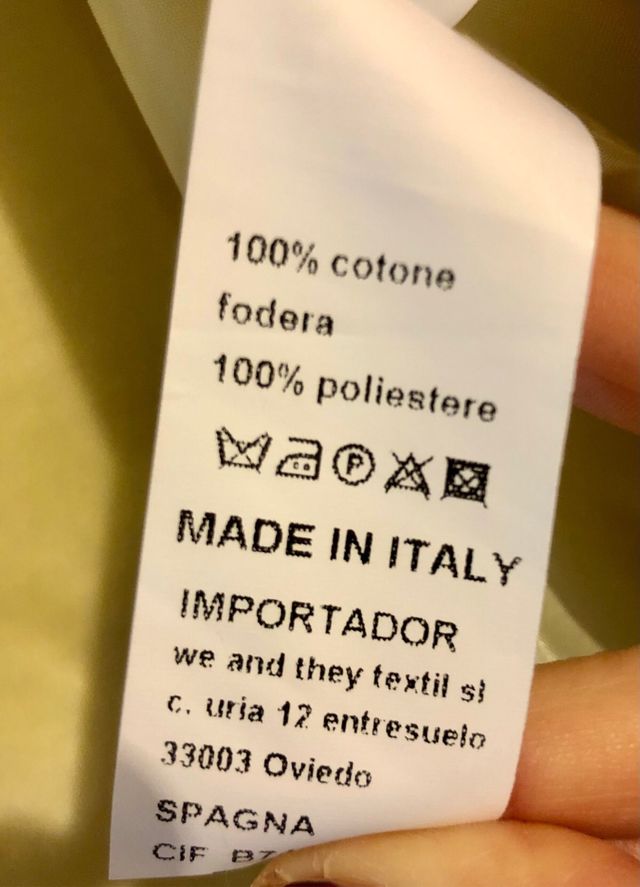 100% cotone
fodera
100% poliestere
P
MADE IN ITALY
IMPORTADOR
we and they textil sl
c. uria 12 entresuelo
33003 Oviedo
SPAGNA
CIF